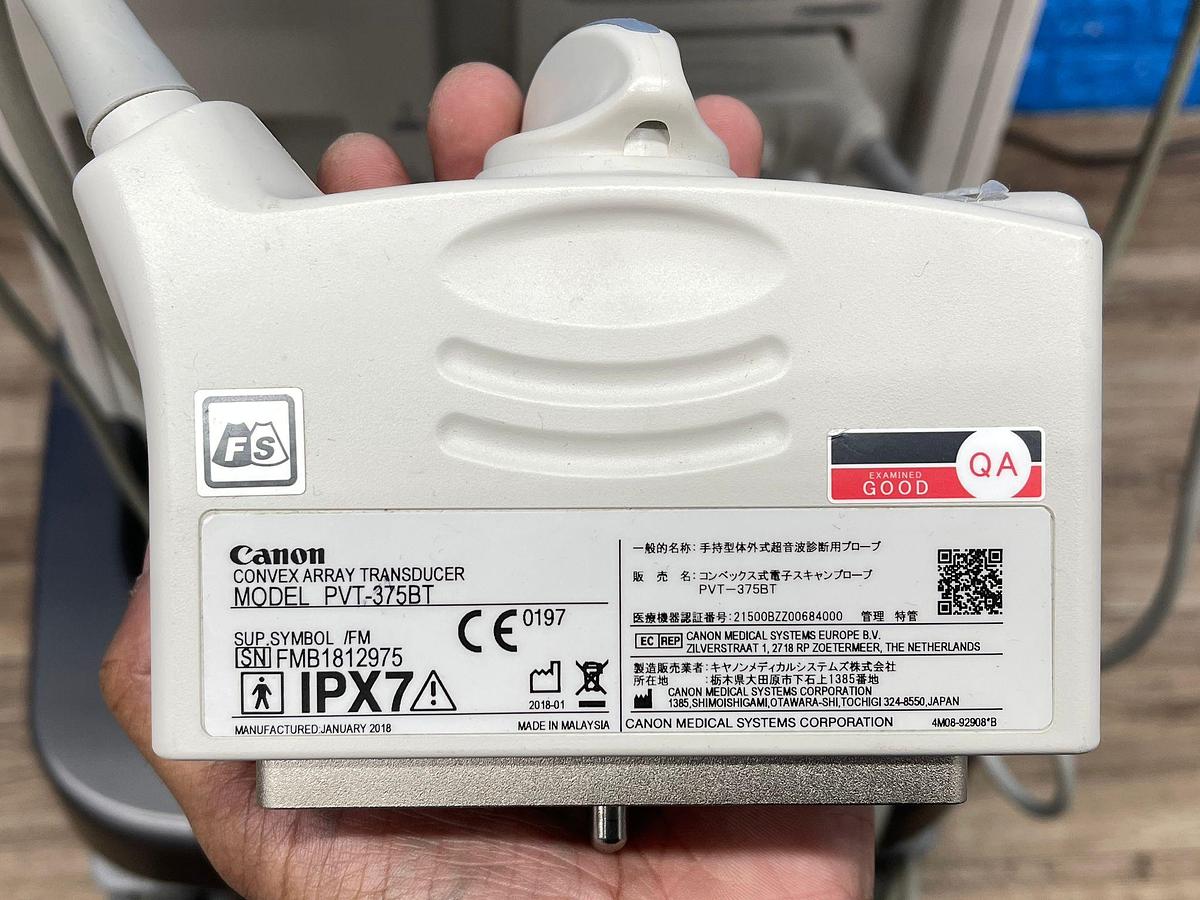 FS
EXAMINED
GOOD
QA
Canon
CONVEX ARRAY TRANSDUCER
MODEL PVT-375BT
SUP.SYMBOL /FM
CE 0197
SN FMB1812975
IPX7
2018-01
MANUFACTURED:JANUARY 2018
MADE IN MALAYSIA
一般的名称：手持型体外式超音波診断用プローブ
販売名：コンベックス式電子スキャンプローブ
PVT-375BT
医療機器認証番号：21500BZZ00684000 管理 特管
EC REP CANON MEDICAL SYSTEMS EUROPE B.V.
ZILVERSTRAAT 1, 2718 RP ZOETERMEER, THE NETHERLANDS
製造販売業者：キヤノンメディカルシステムズ株式会社
所在地：栃木県大田原市下石上1385番地
CANON MEDICAL SYSTEMS CORPORATION
1385,SHIMOISHIGAMI,OTAWARA-SHI,TOCHIGI 324-8550,JAPAN
CANON MEDICAL SYSTEMS CORPORATION
4M08-92908*B